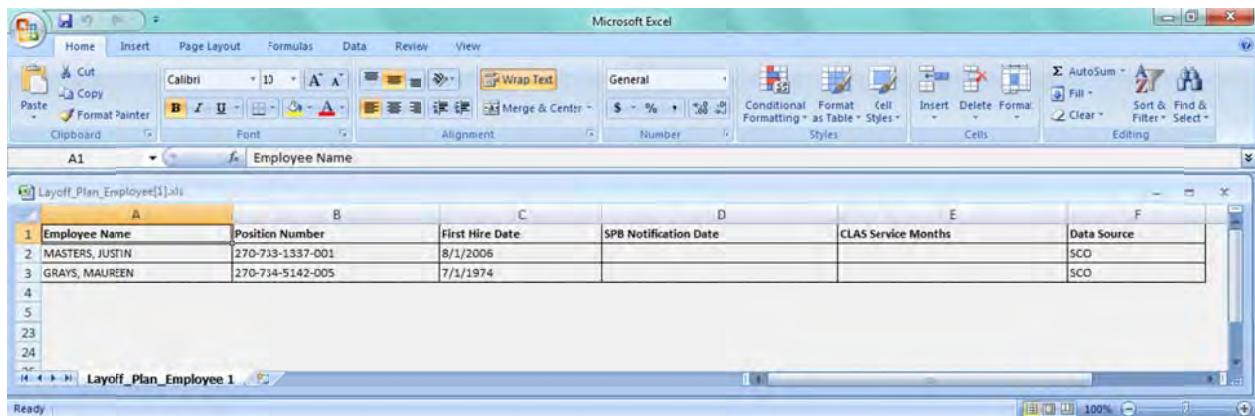 Microsoft Excel
Home Insert Page Layout Formulas Data Review View
Cut
Copy
Format Painter
Paste
Clipboard
Calibri
B I U
Font
Wrap Text
Merge & Center
Alignment
General
$ % ,
Number
Conditional Formatting
Format as Table
Cell Styles
Styles
Insert Delete Format
Cells
Σ AutoSum
Fill
Clear
Sort & Filter
Find & Select
Editing
A1 fx Employee Name
Layoff_Plan_Employee[1].xls
A B C D E F
1 Employee Name Position Number First Hire Date SPB Notification Date CLAS Service Months Data Source
2 MASTERS, JUSTIN 270-733-1337-001 8/1/2006 SCO
3 GRAYS, MAUREEN 270-734-5142-005 7/1/1974 SCO
4
5
23
24
Layoff_Plan_Employee 1
Ready 100%